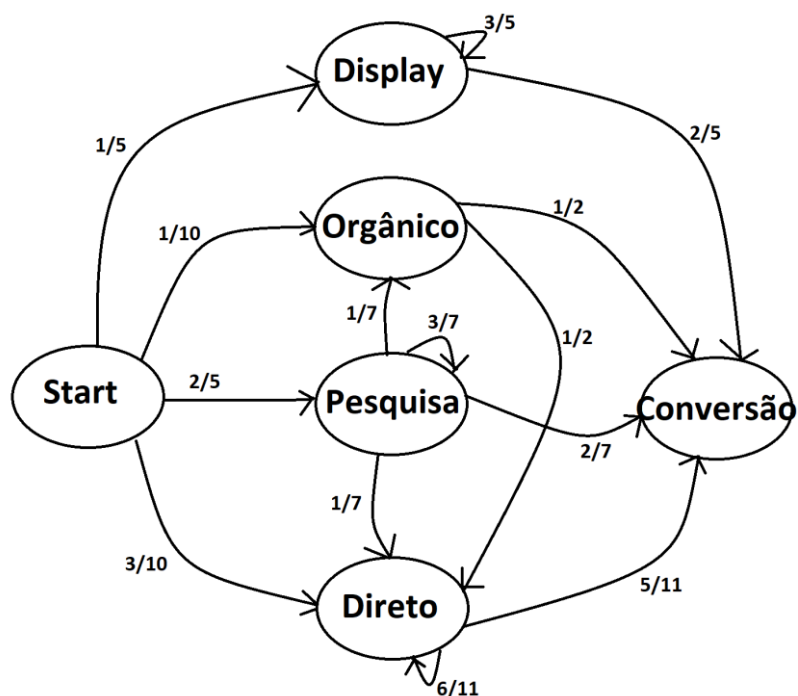 3/5
Display
1/5
2/5
1/10
Orgânico
1/2
1/7
3/7
1/2
Start
2/5
Pesquisa
Conversão
2/7
1/7
3/10
Direto
5/11
6/11